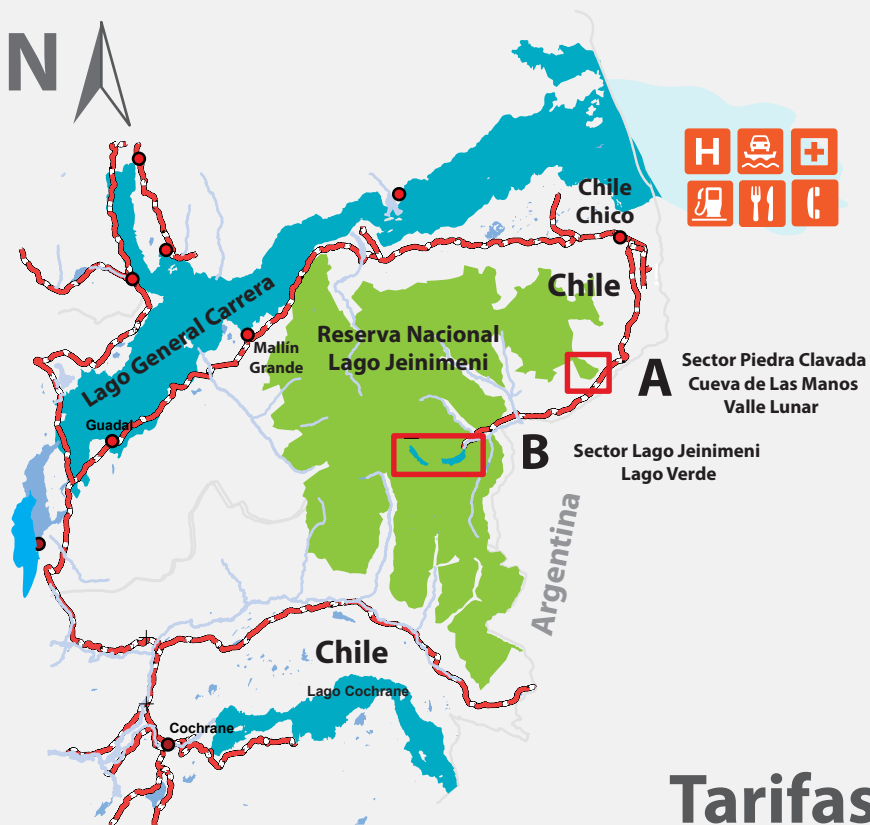 N
H
Chile
Chico
Chile
Lago General Carrera
Reserva Nacional
Lago Jeinimeni
Mallín
Grande
A
Sector Piedra Clavada
Cueva de Las Manos
Valle Lunar
Guadal
B
Sector Lago Jeinimeni
Lago Verde
Argentina
Chile
Lago Cochrane
Cochrane
Tarifas